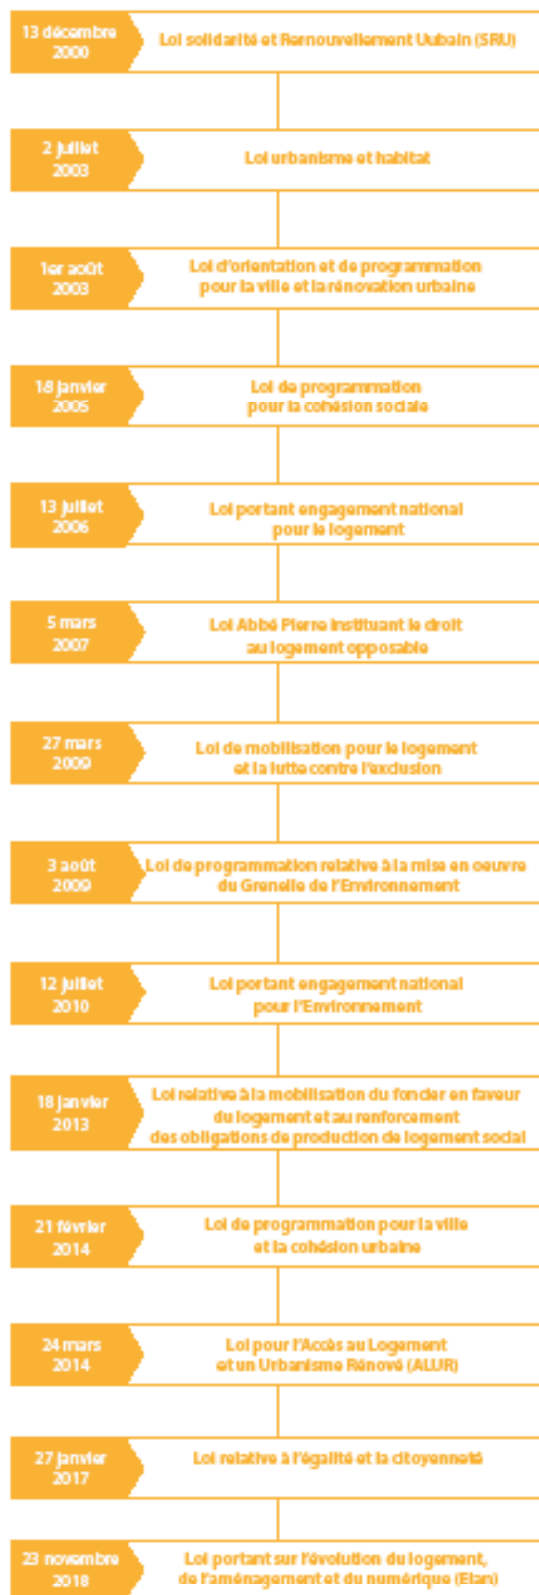 13 décembre
2000
Loi solidarité et Rernouvellement Uubain (SRU)
2 juillet
2003
Loi urbanisme et habitat
1er août
2003
Loi d'orientation et de programmation
pour la ville et la rénovation urbaine
18 janvier
2005
Loi de programmation
pour la cohésion sociale
13 juillet
2006
Loi portant engagement national
pour le logement
5 mars
2007
Loi Abbé Pierre instituant le droit
au logement opposable
27 mars
2009
Loi de mobilisation pour le logement
et la lutte contre l'exclusion
3 août
2009
Loi de programmation relative à la mise en oeuvre
du Grenelle de l'Environnement
12 juillet
2010
Loi portant engagement national
pour l'Environnement
18 janvier
2013
Loi relative à la mobilisation du foncier en faveur
du logement et au renforcement
des obligations de production de logement social
21 février
2014
Loi de programmation pour la ville
et la cohésion urbaine
24 mars
2014
Loi pour l'Accès au Logement
et un Urbanisme Rénové (ALUR)
27 janvier
2017
Loi relative à l'égalité et la citoyenneté
23 novembre
2018
Loi portant sur l'évolution du logement,
de l'aménagement et du numérique (Elan)